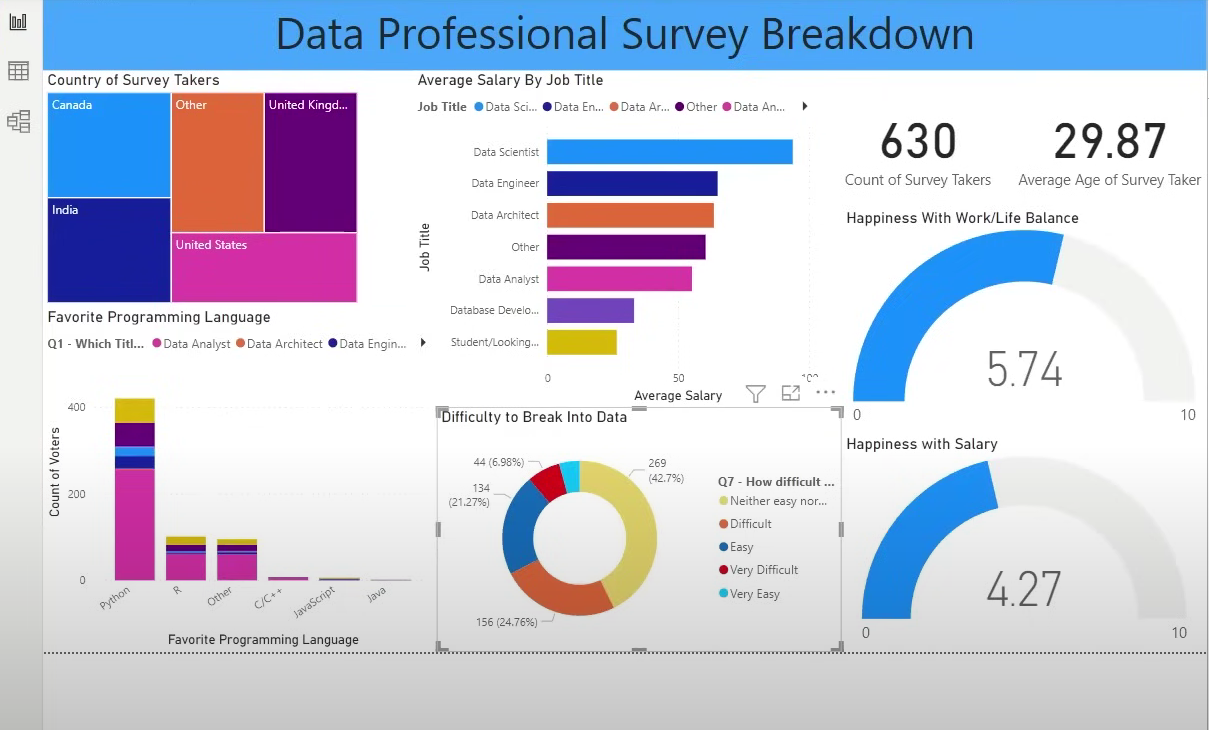 Data Professional Survey Breakdown
Country of Survey Takers
Canada
Other
United Kingd...
India
United States
Average Salary By Job Title
Job Title Data Sci... Data En... Data Ar... Other Data An...
Job Title
Data Scientist
Data Engineer
Data Architect
Other
Data Analyst
Database Develo...
Student/Looking...
0 50 100
Average Salary
630
Count of Survey Takers
29.87
Average Age of Survey Taker
Happiness With Work/Life Balance
5.74
0 10
Favorite Programming Language
Q1 - Which Titl... Data Analyst Data Architect Data Engin...
Count of Voters
400
200
0
Python
R
Other
C/C++
JavaScript
Java
Favorite Programming Language
Difficulty to Break Into Data
44 (6.98%)
134
(21.27%)
269
(42.7%)
156 (24.76%)
Q7 - How difficult ...
Neither easy nor...
Difficult
Easy
Very Difficult
Very Easy
Happiness with Salary
4.27
0 10